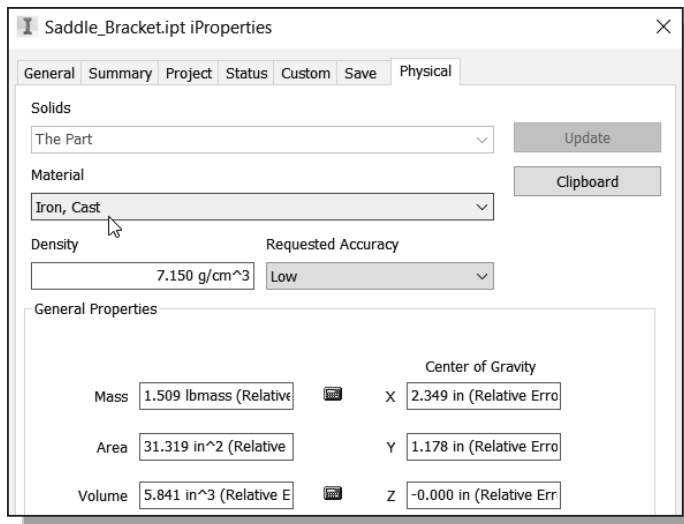 Saddle_Bracket.ipt iProperties
General Summary Project Status Custom Save Physical
Solids
The Part
Update
Material
Clipboard
Iron, Cast
Density Requested Accuracy
7.150 g/cm^3 Low
General Properties
Center of Gravity
Mass 1.509 lbmass (Relative X 2.349 in (Relative Erro
Area 31.319 in^2 (Relative Y 1.178 in (Relative Erro
Volume 5.841 in^3 (Relative E Z -0.000 in (Relative Err